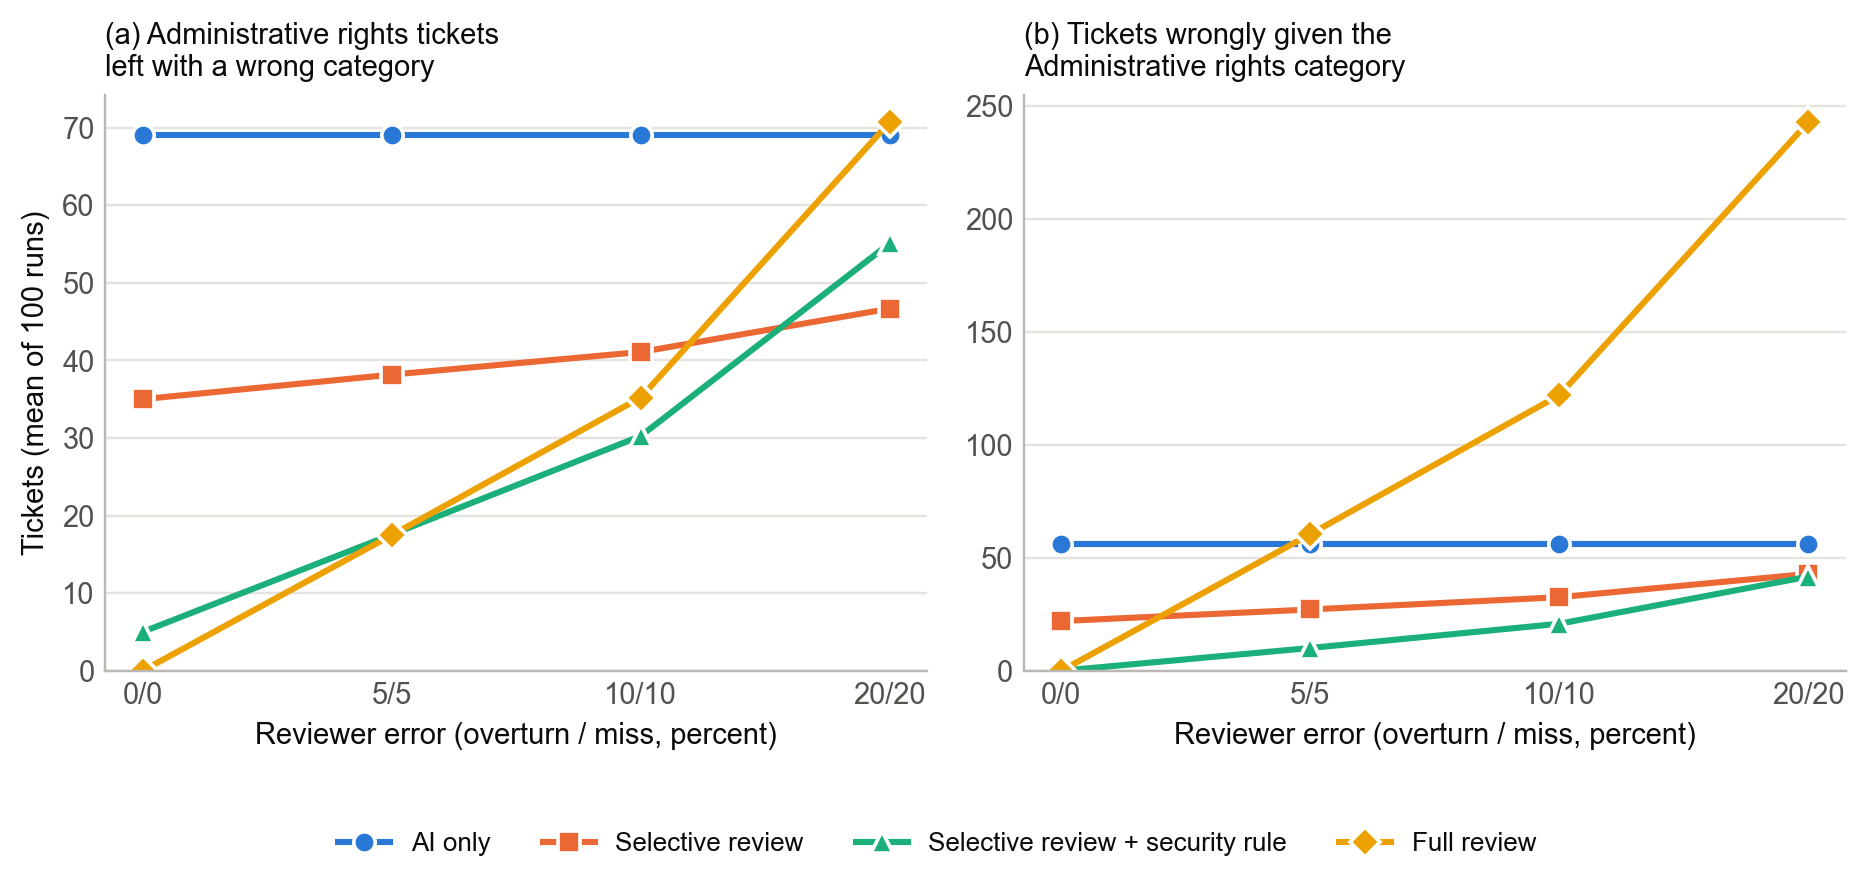 (a) Administrative rights tickets
left with a wrong category
Tickets (mean of 100 runs)
70
60
50
40
30
20
10
0
0/0 5/5 10/10 20/20
Reviewer error (overturn / miss, percent)
(b) Tickets wrongly given the
Administrative rights category
250
200
150
100
50
0
0/0 5/5 10/10 20/20
Reviewer error (overturn / miss, percent)
AI only Selective review Selective review + security rule Full review